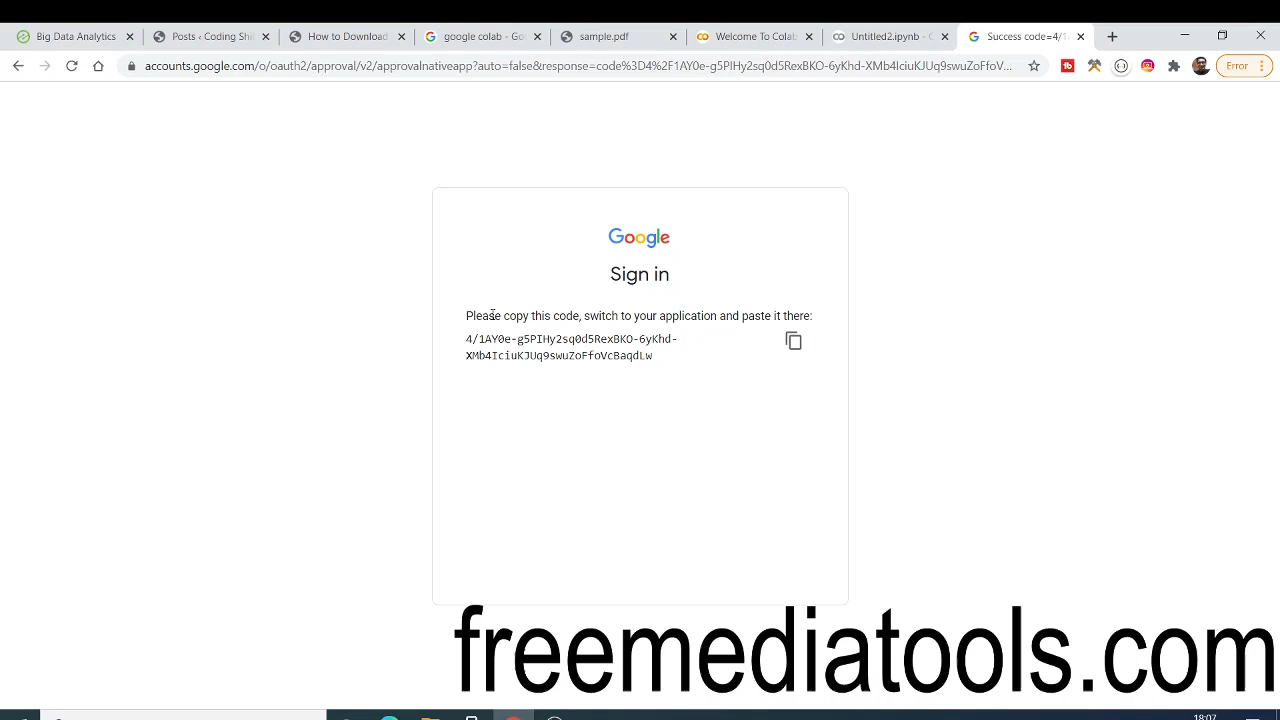 Big Data Analytics
Posts ‹ Coding Shi
How to Download
google colab - Go
sample.pdf
Welcome To Colab
Untitled2.ipynb - C
Success code=4/1
accounts.google.com/o/oauth2/approval/v2/approvalnativeapp?auto=false&response=code%3D4%2F1AY0e-g5PIHy2sq0d5RexBKO-6yKhd-XMb4IciuKJUq9swuZoFfoV...
Error
Google
Sign in
Please copy this code, switch to your application and paste it there:
4/1AY0e-g5PIHy2sq0d5RexBKO-6yKhd-
XMb4IciuKJUq9swuZoFfoVcBaqdLw
freemediatools.com
18:07